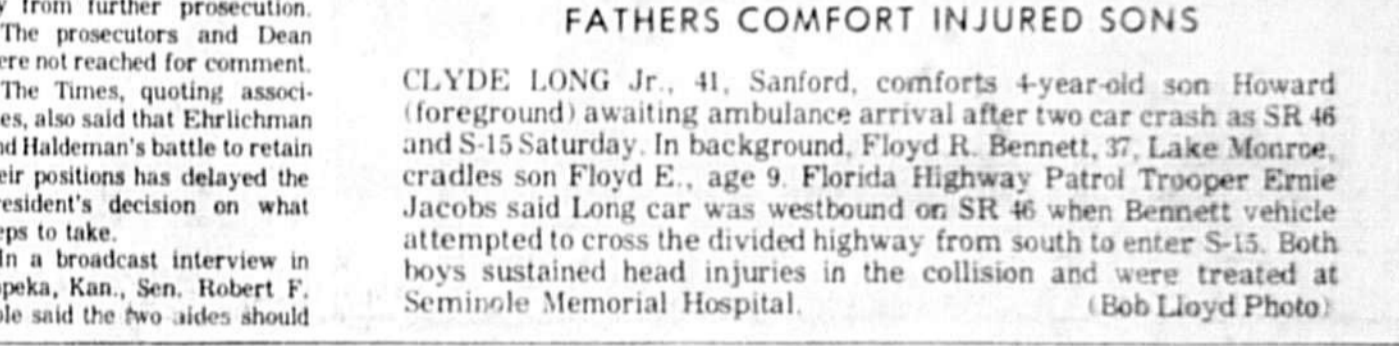 from further prosecution.
The prosecutors and Dean
ere not reached for comment.
The Times, quoting associ-
es, also said that Ehrlichman
nd Haldeman's battle to retain
eir positions has delayed the
resident's decision on what
eps to take.
In a broadcast interview in
peka, Kan., Sen. Robert F.
le said the two aides should
FATHERS COMFORT INJURED SONS
CLYDE LONG Jr., 41, Sanford, comforts 4-year-old son Howard
(foreground) awaiting ambulance arrival after two car crash as SR 46
and S-15 Saturday. In background, Floyd R. Bennett, 37, Lake Monroe,
cradles son Floyd E., age 9. Florida Highway Patrol Trooper Ernie
Jacobs said Long car was westbound on SR 46 when Bennett vehicle
attempted to cross the divided highway from south to enter S-15. Both
boys sustained head injuries in the collision and were treated at
Seminole Memorial Hospital. (Bob Lloyd Photo)